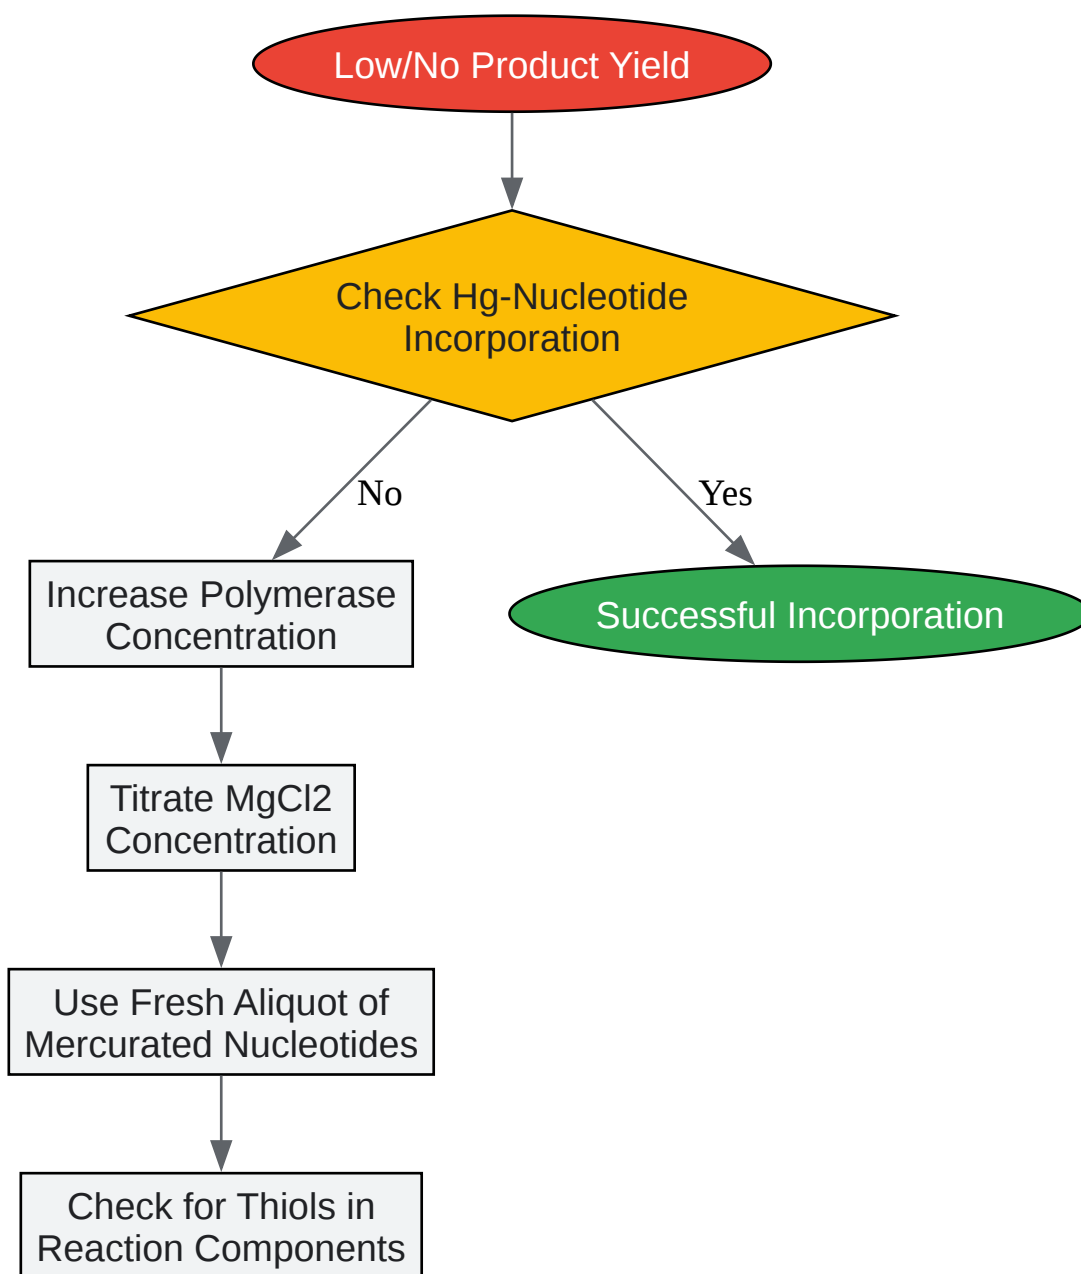 Low/No Product Yield
Check Hg-Nucleotide
Incorporation
No
Yes
Increase Polymerase
Concentration
Successful Incorporation
Titrate MgCl2
Concentration
Use Fresh Aliquot of
Mercurated Nucleotides
Check for Thiols in
Reaction Components